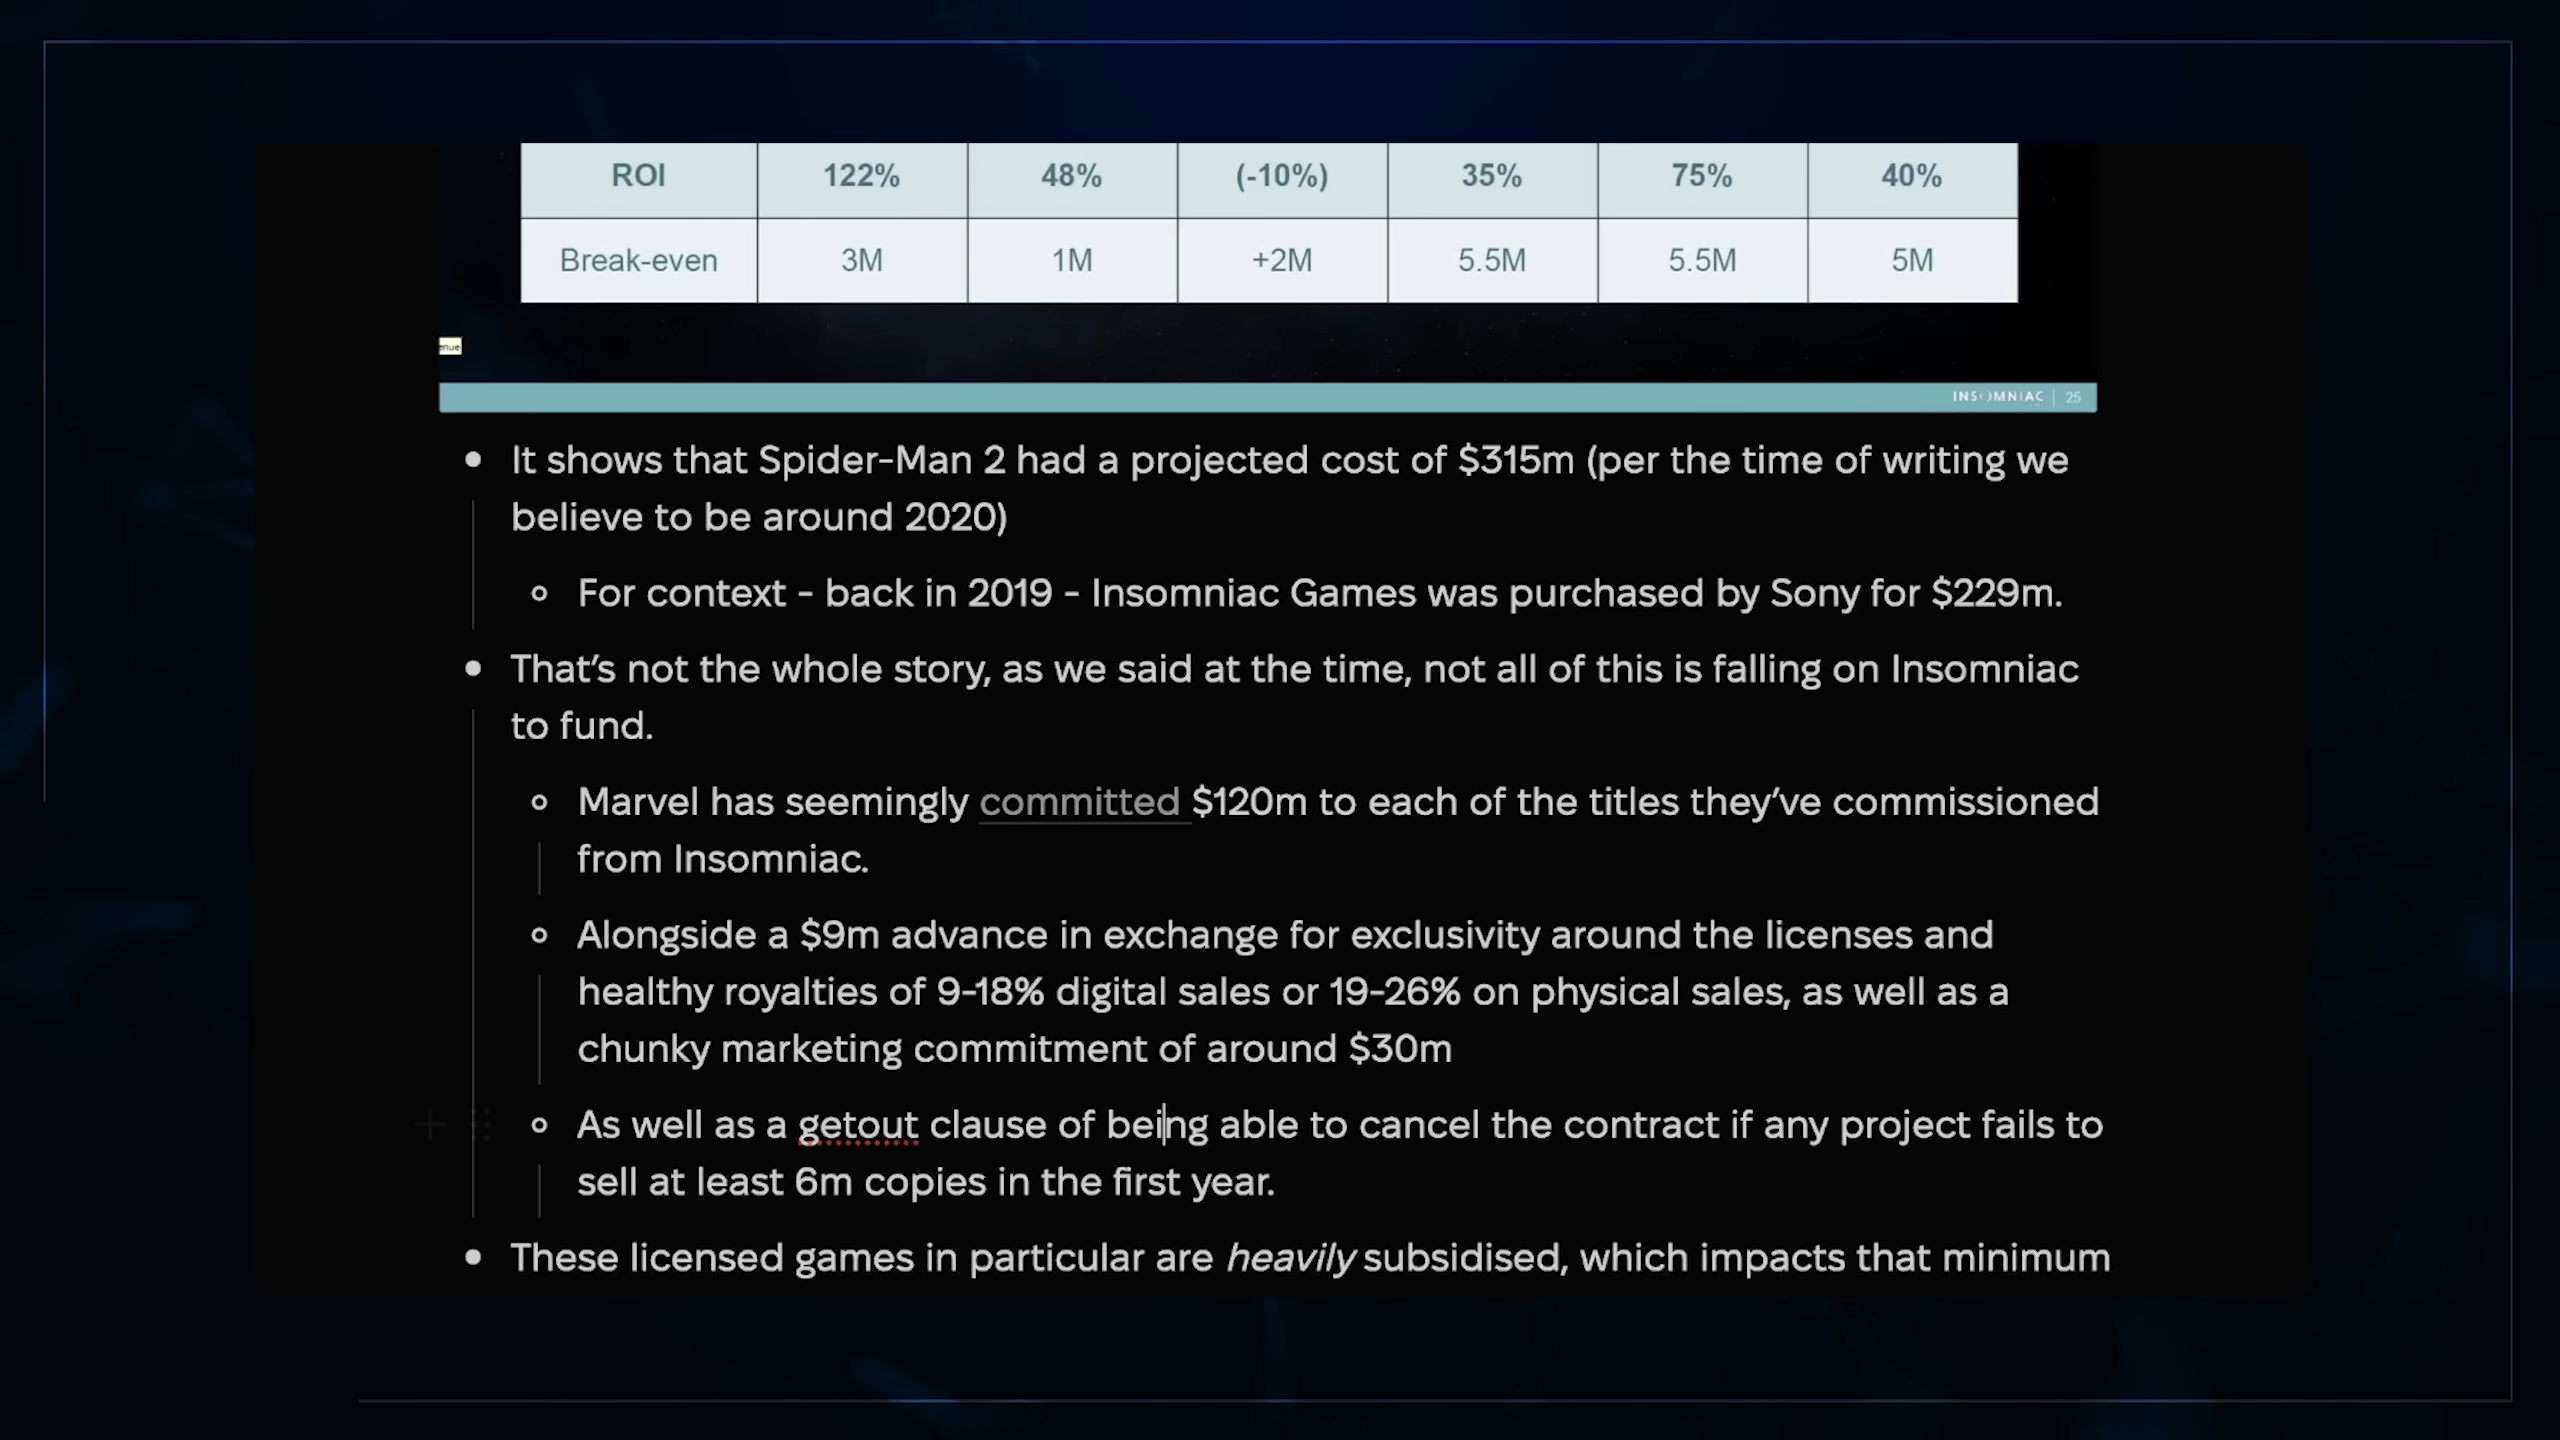 ROI 122% 48% (-10%) 35% 75% 40%
Break-even 3M 1M +2M 5.5M 5.5M 5M
enue
INSOMNIAC | 25
• It shows that Spider-Man 2 had a projected cost of $315m (per the time of writing we
believe to be around 2020)
◦ For context - back in 2019 - Insomniac Games was purchased by Sony for $229m.
• That's not the whole story, as we said at the time, not all of this is falling on Insomniac
to fund.
◦ Marvel has seemingly committed $120m to each of the titles they've commissioned
from Insomniac.
◦ Alongside a $9m advance in exchange for exclusivity around the licenses and
healthy royalties of 9-18% digital sales or 19-26% on physical sales, as well as a
chunky marketing commitment of around $30m
◦ As well as a getout clause of being able to cancel the contract if any project fails to
sell at least 6m copies in the first year.
• These licensed games in particular are heavily subsidised, which impacts that minimum